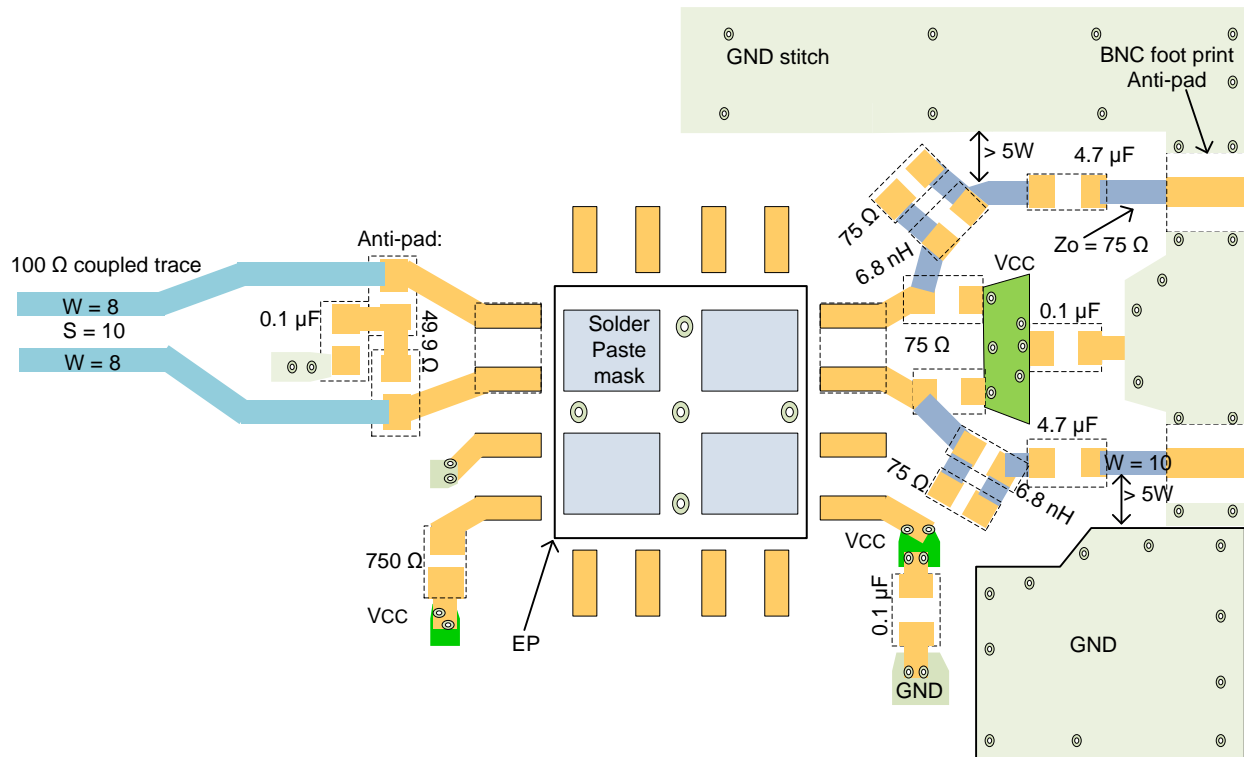 GND stitch
BNC foot print
Anti-pad
> 5W
4.7 µF
75 Ω
6.8 nH
Zo = 75 Ω
Anti-pad:
100 Ω coupled trace
W = 8
S = 10
W = 8
0.1 µF
49.9 Ω
Solder
Paste
mask
VCC
0.1 µF
75 Ω
4.7 µF
W = 10
75 Ω
6.8 nH
> 5W
750 Ω
VCC
EP
VCC
0.1 µF
GND
GND